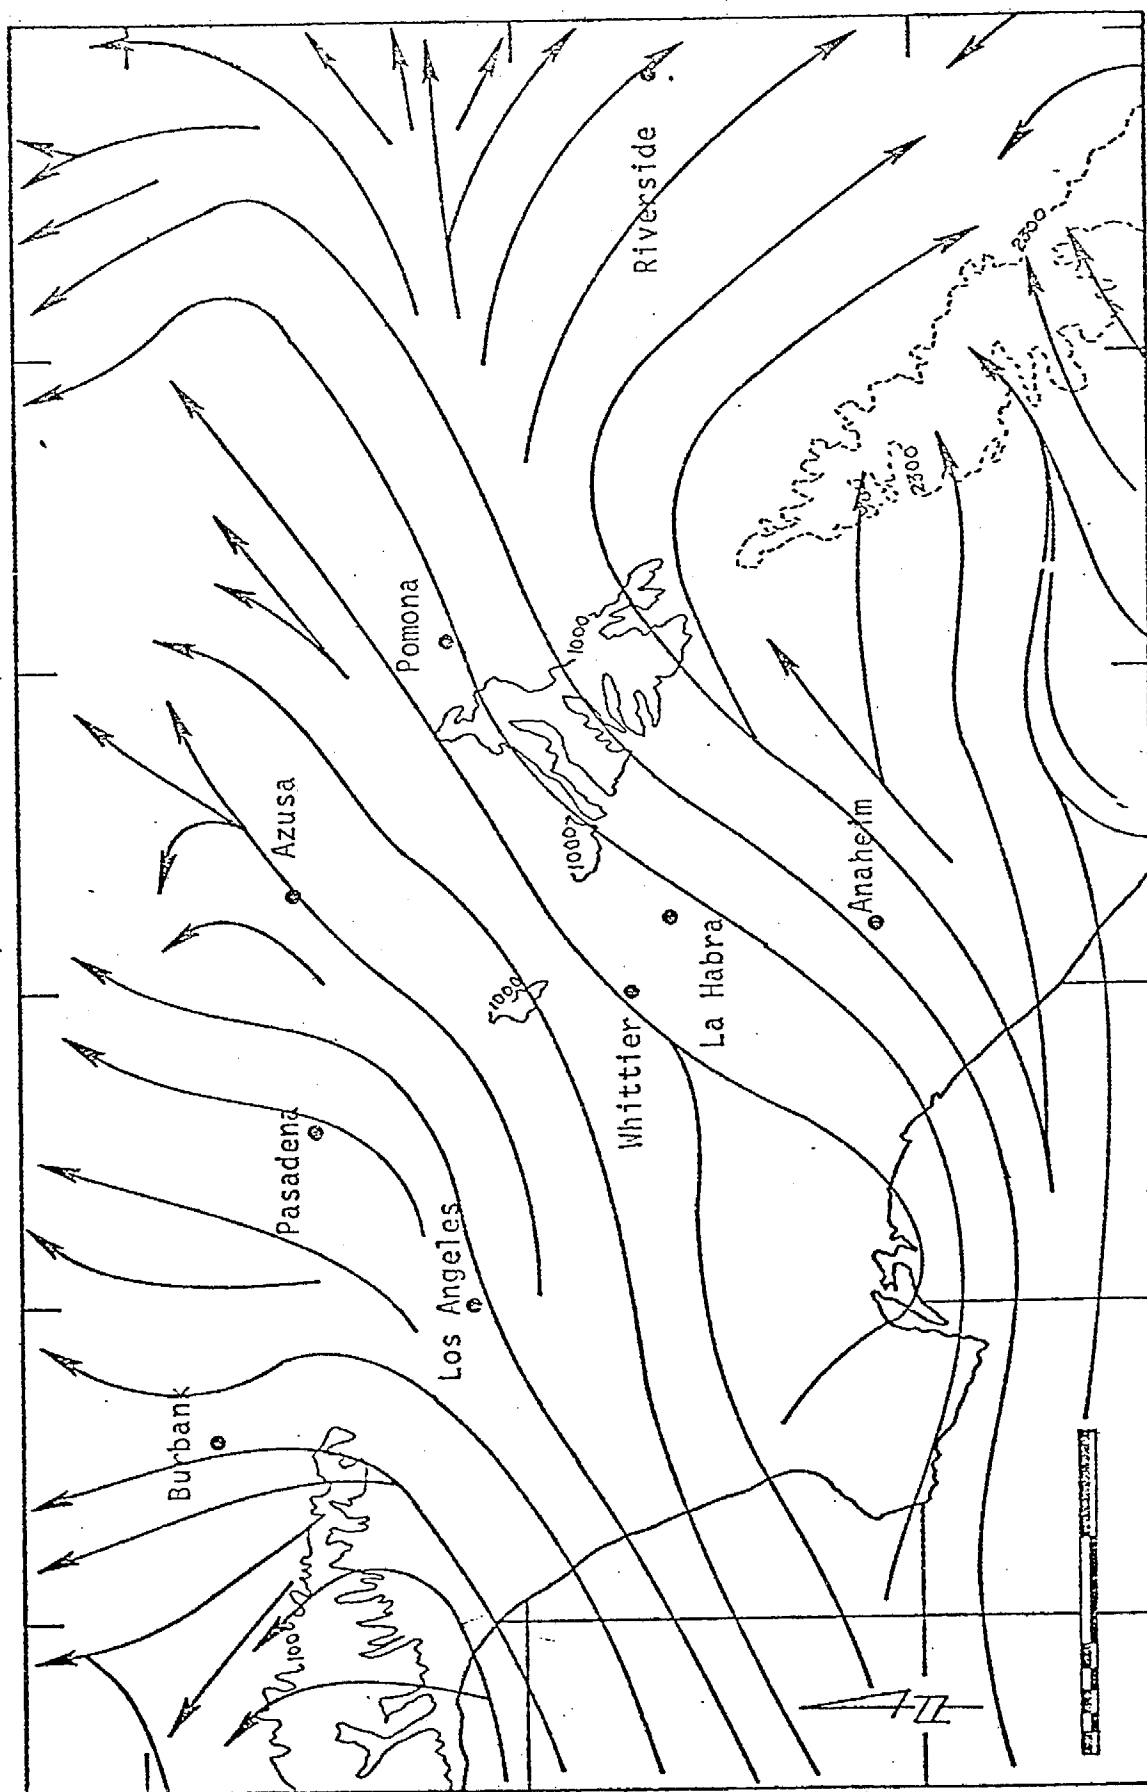 Burbank
Pasadena
Azusa
Los Angeles
Pomona
Riverside
Whittier
La Habra
Anaheim
1000
1000
1000
1000
2300
2300
N